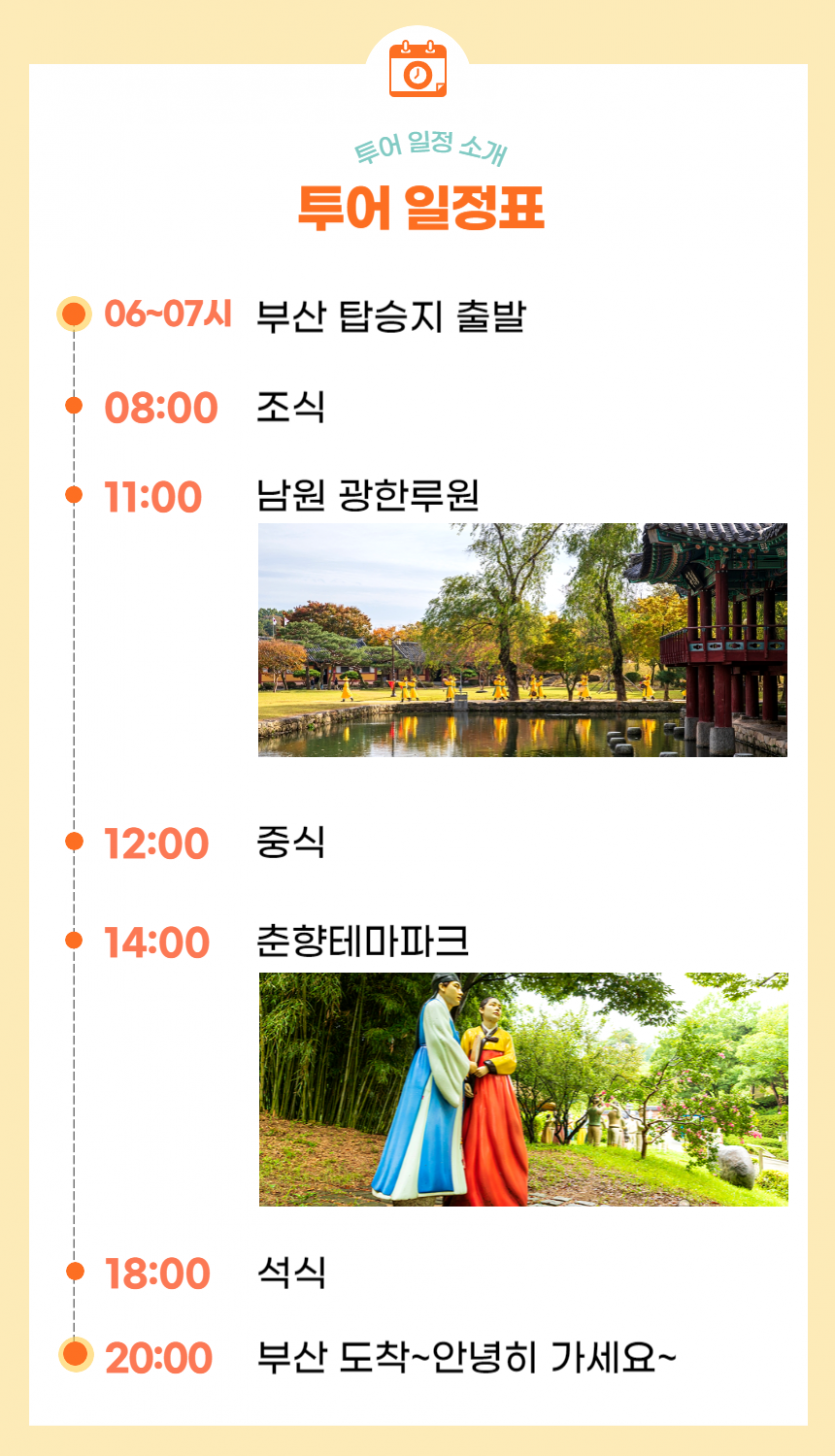 투어 일정 소개
투어 일정표
06~07시 부산 탑승지 출발
08:00 조식
11:00 남원 광한루원
12:00 중식
14:00 춘향테마파크
18:00 석식
20:00 부산 도착~안녕히 가세요~